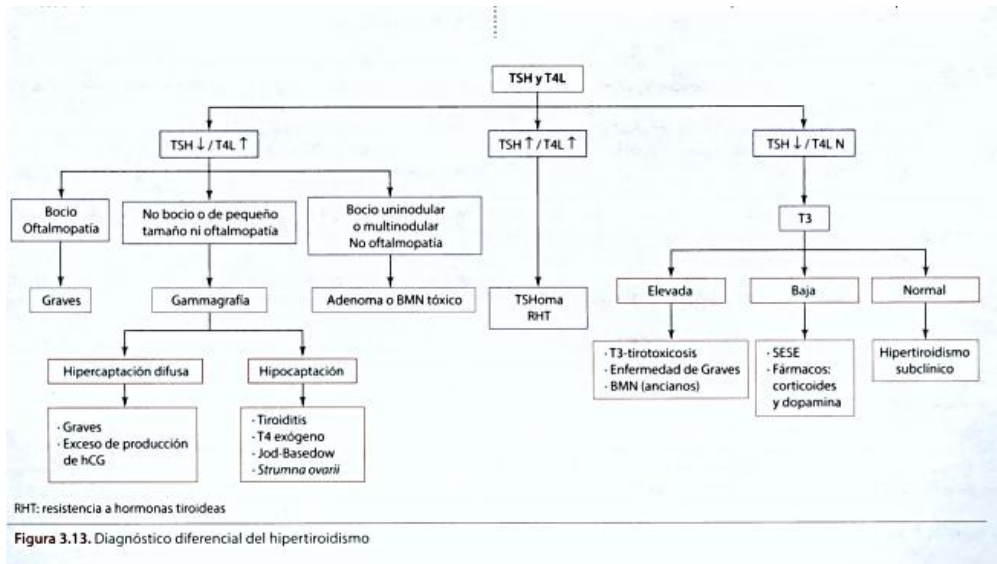 TSH y T4L
TSH ↓ / T4L ↑
TSH ↑ / T4L ↑
TSH ↓ / T4L N
Bocio
Oftalmopatía
No bocio o de pequeño
tamaño ni oftalmopatía
Bocio uninodular
o multinodular
No oftalmopatía
T3
Graves
Gammagrafía
Adenoma o BMN tóxico
TSHoma
RHT
Elevada
Baja
Normal
Hipercaptación difusa
Hipocaptación
· T3-tirotoxicosis
· Enfermedad de Graves
· BMN (ancianos)
· SESE
· Fármacos:
corticoides
y dopamina
Hipertiroidismo
subclínico
· Graves
· Exceso de producción
de hCG
· Tiroiditis
· T4 exógeno
· Jod-Basedow
· Strumna ovarii
RHT: resistencia a hormonas tiroideas
Figura 3.13. Diagnóstico diferencial del hipertiroidismo